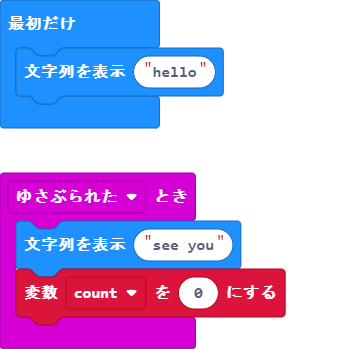 最初だけ
文字列を表示 "hello"
ゆさぶられた とき
文字列を表示 "see you"
変数 count を 0 にする